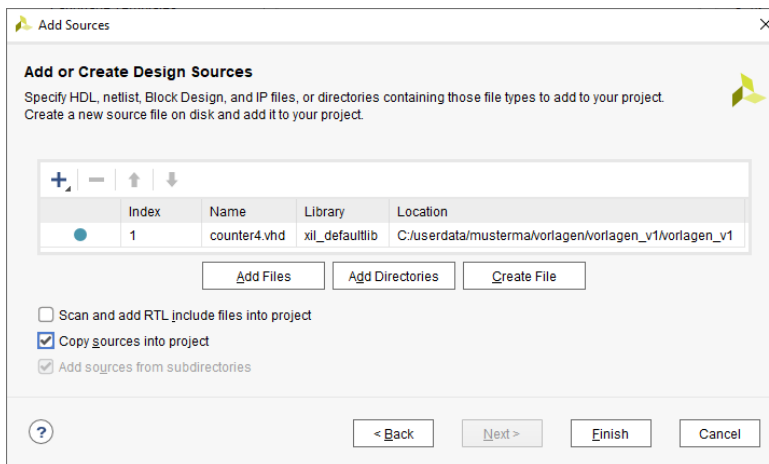 Add Sources
Add or Create Design Sources
Specify HDL, netlist, Block Design, and IP files, or directories containing those file types to add to your project.
Create a new source file on disk and add it to your project.
Index Name Library Location
1 counter4.vhd xil_defaultlib C:/userdata/musterma/vorlagen/vorlagen_v1/vorlagen_v1
Add Files Add Directories Create File
Scan and add RTL include files into project
Copy sources into project
Add sources from subdirectories
? < Back Next > Finish Cancel